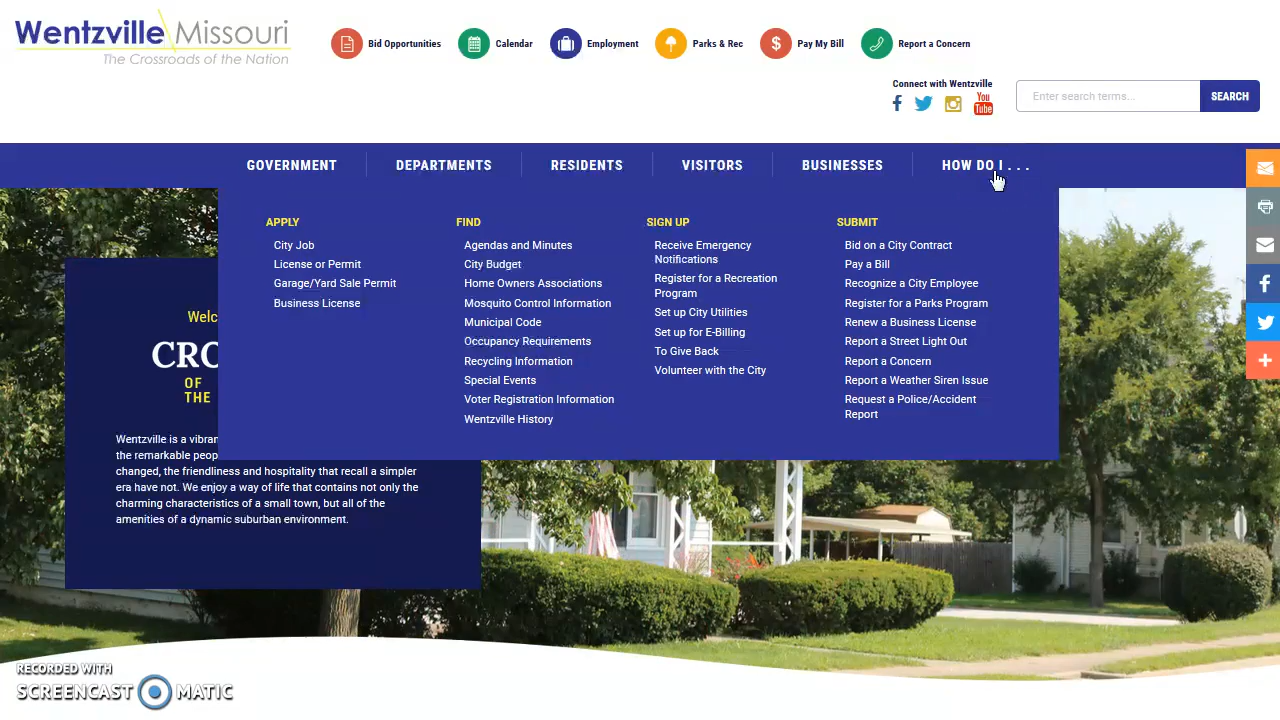 Wentzville Missouri
The Crossroads of the Nation
Bid Opportunities
Calendar
Employment
Parks & Rec
Pay My Bill
Report a Concern
Connect with Wentzville
You
Tube
Enter search terms...
SEARCH
GOVERNMENT
DEPARTMENTS
RESIDENTS
VISITORS
BUSINESSES
HOW DO I . . .
APPLY
City Job
License or Permit
Garage/Yard Sale Permit
Business License
FIND
Agendas and Minutes
City Budget
Home Owners Associations
Mosquito Control Information
Municipal Code
Occupancy Requirements
Recycling Information
Special Events
Voter Registration Information
Wentzville History
SIGN UP
Receive Emergency
Notifications
Register for a Recreation
Program
Set up City Utilities
Set up for E-Billing
To Give Back
Volunteer with the City
SUBMIT
Bid on a City Contract
Pay a Bill
Recognize a City Employee
Register for a Parks Program
Renew a Business License
Report a Street Light Out
Report a Concern
Report a Weather Siren Issue
Request a Police/Accident
Report
Welc
CRO
OF
THE
Wentzville is a vibran
the remarkable peop
changed, the friendliness and hospitality that recall a simpler
era have not. We enjoy a way of life that contains not only the
charming characteristics of a small town, but all of the
amenities of a dynamic suburban environment.
RECORDED WITH
SCREENCAST MATIC